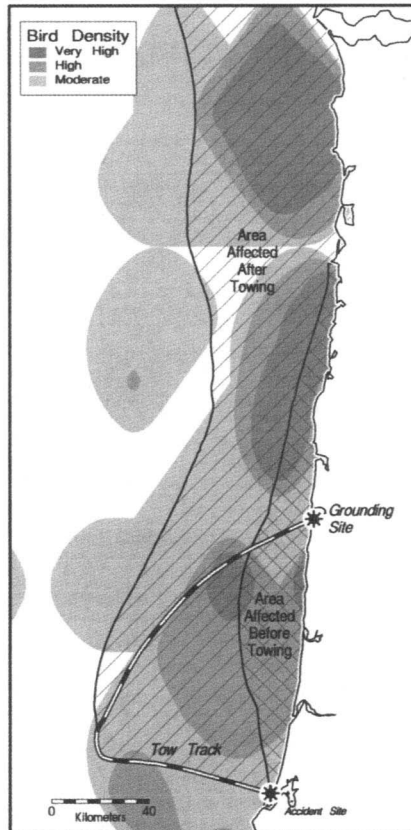 Bird Density
Very High
High
Moderate
Area
Affected
After
Towing
Grounding
Site
Area
Affected
Before
Towing
Tow Track
0
40
Kilometers
Accident Site